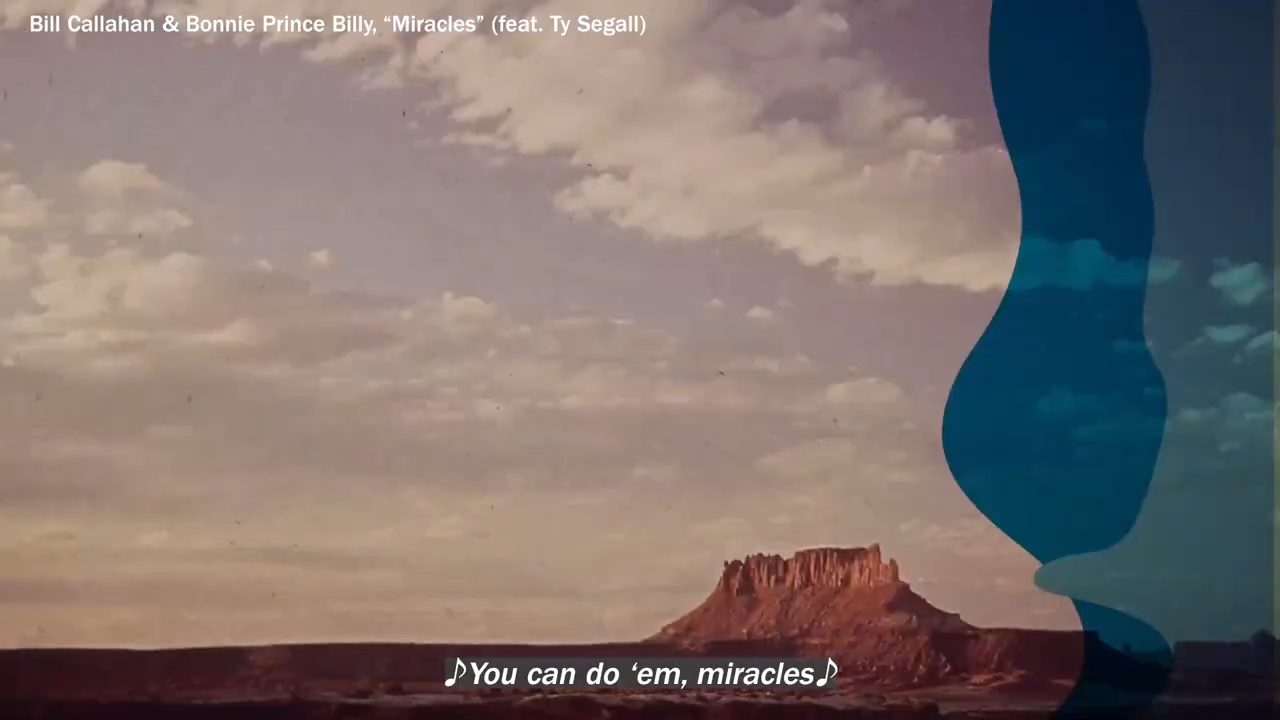 Bill Callahan & Bonnie Prince Billy, “Miracles” (feat. Ty Segall)
♪You can do ‘em, miracles♪